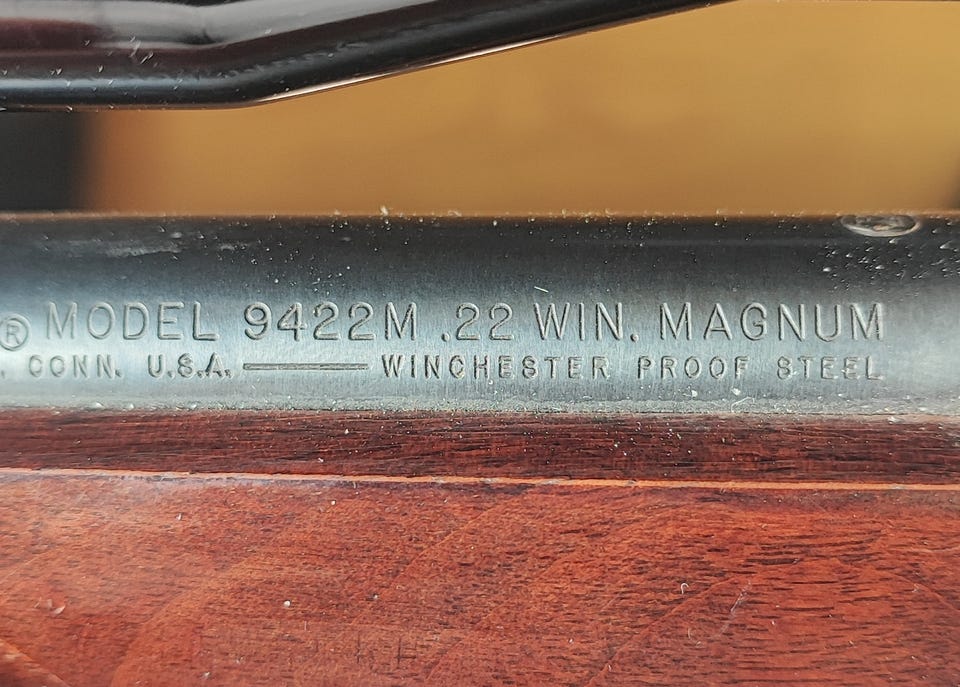 ® MODEL 9422M .22 WIN. MAGNUM
. CONN. U.S.A. —— WINCHESTER PROOF STEEL